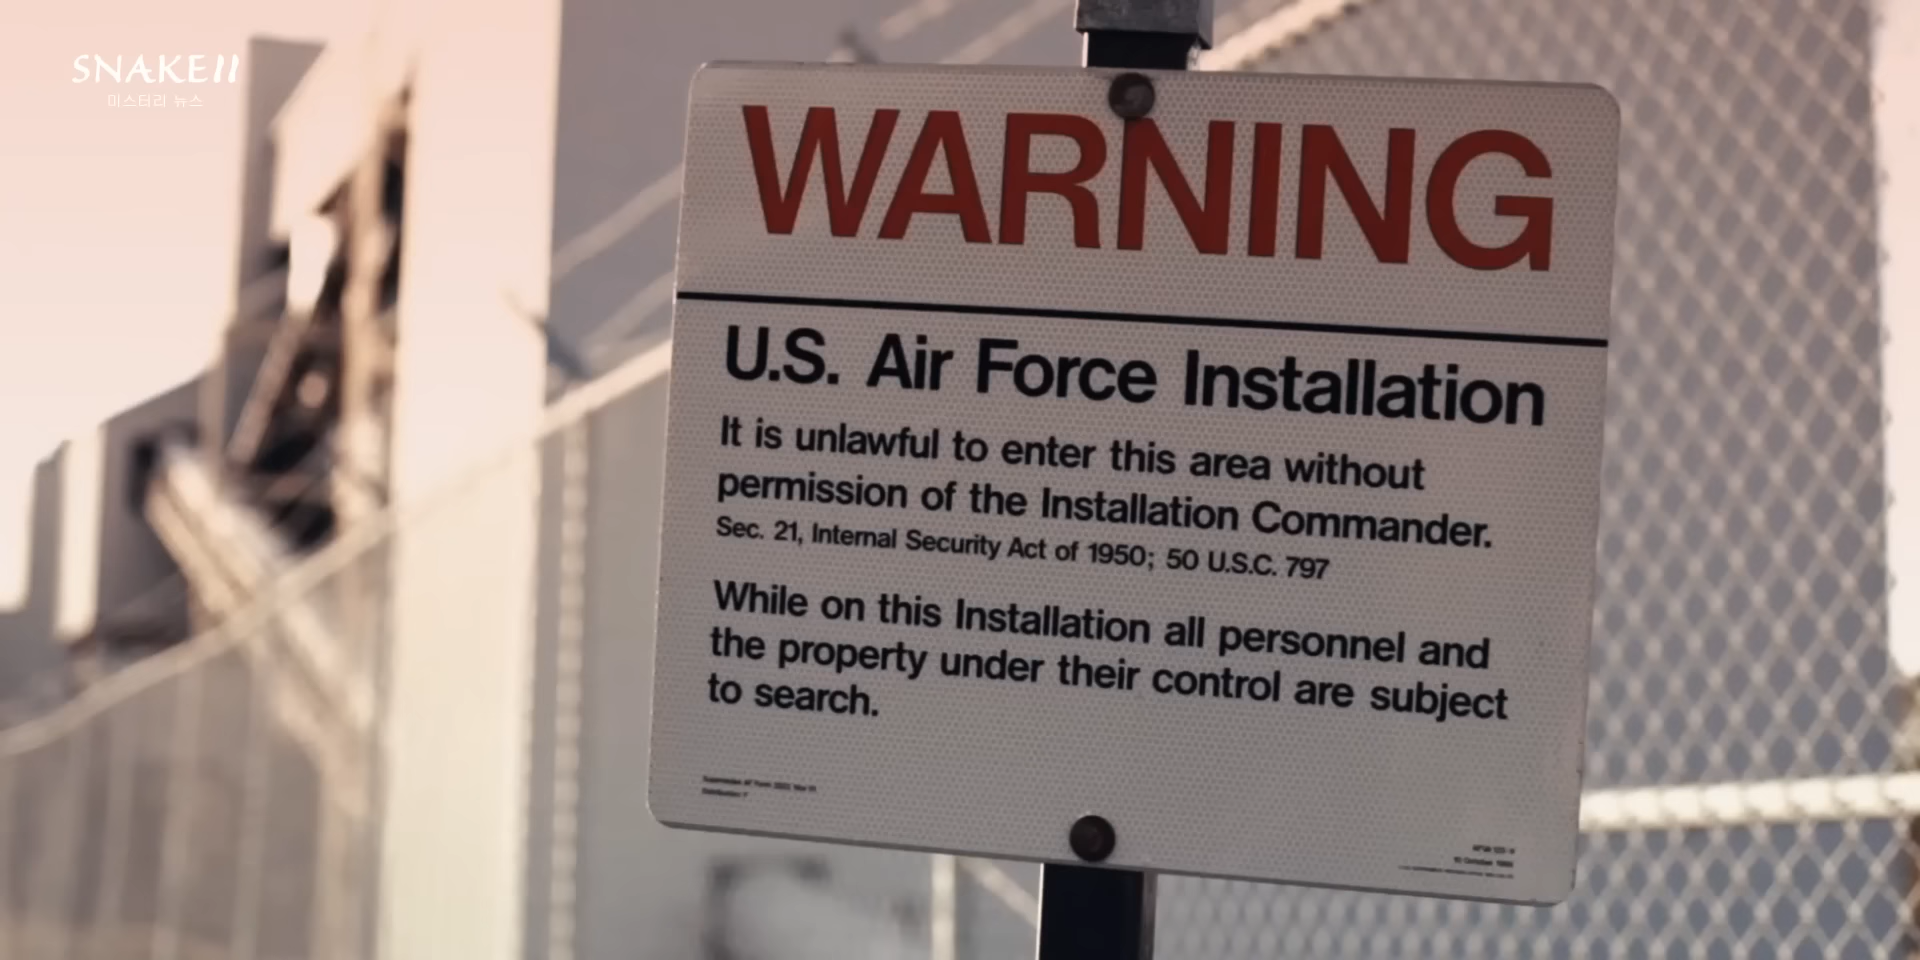 SNAKE II
미스터리 뉴스
WARNING
U.S. Air Force Installation
It is unlawful to enter this area without
permission of the Installation Commander.
Sec. 21, Internal Security Act of 1950; 50 U.S.C. 797
While on this Installation all personnel and
the property under their control are subject
to search.